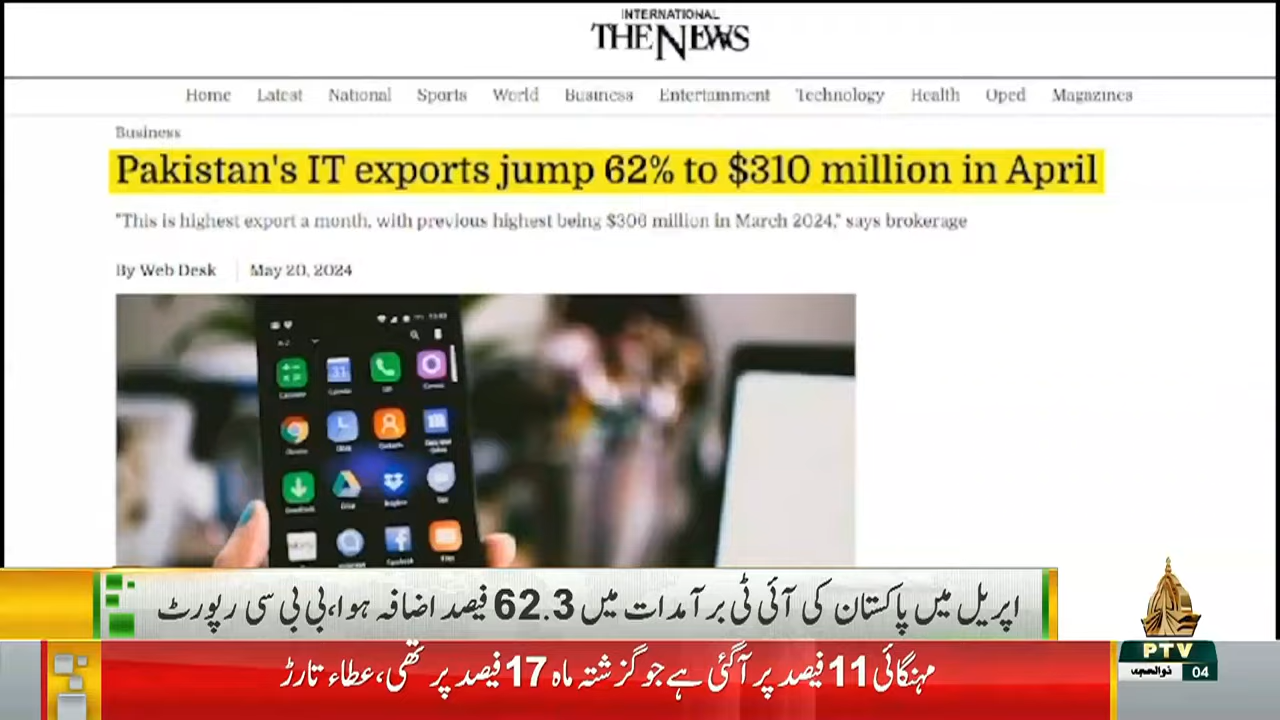 INTERNATIONAL
THE NEWS
Home Latest National Sports World Business Entertainment Technology Health Oped Magazines
Business
Pakistan's IT exports jump 62% to $310 million in April
"This is highest export a month, with previous highest being $306 million in March 2024," says brokerage
By Web Desk May 20, 2024
اپریل میں پاکستان کی آئی ٹی برآمدات میں 62.3 فیصد اضافہ ہوا، بی بی سی رپورٹ
مہنگائی 11 فیصد پر آگئی ہے جو گزشتہ ماہ 17 فیصد پر تھی، عطاء تارڑ
PTV
ذوالحجہ 04